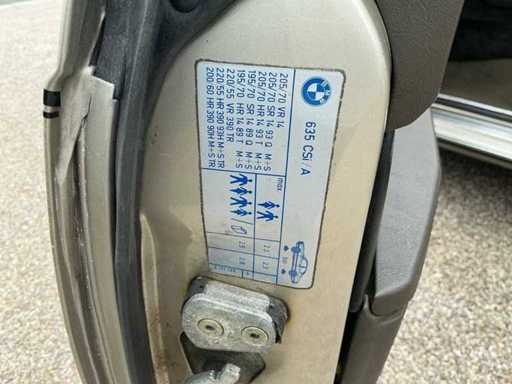 BMW
635 CSI/A
205/70 VR 14
205/70 SR 14 93 Q M+S
205/70 HR 14 93 T M+S
195/70 SR 14 89 Q M+S
195/70 HR 14 89 T M+S
220/55 VR 390 TR
220/55 HR 390 93H M+S TR
200/60 HR 390 90H M+S TR
max